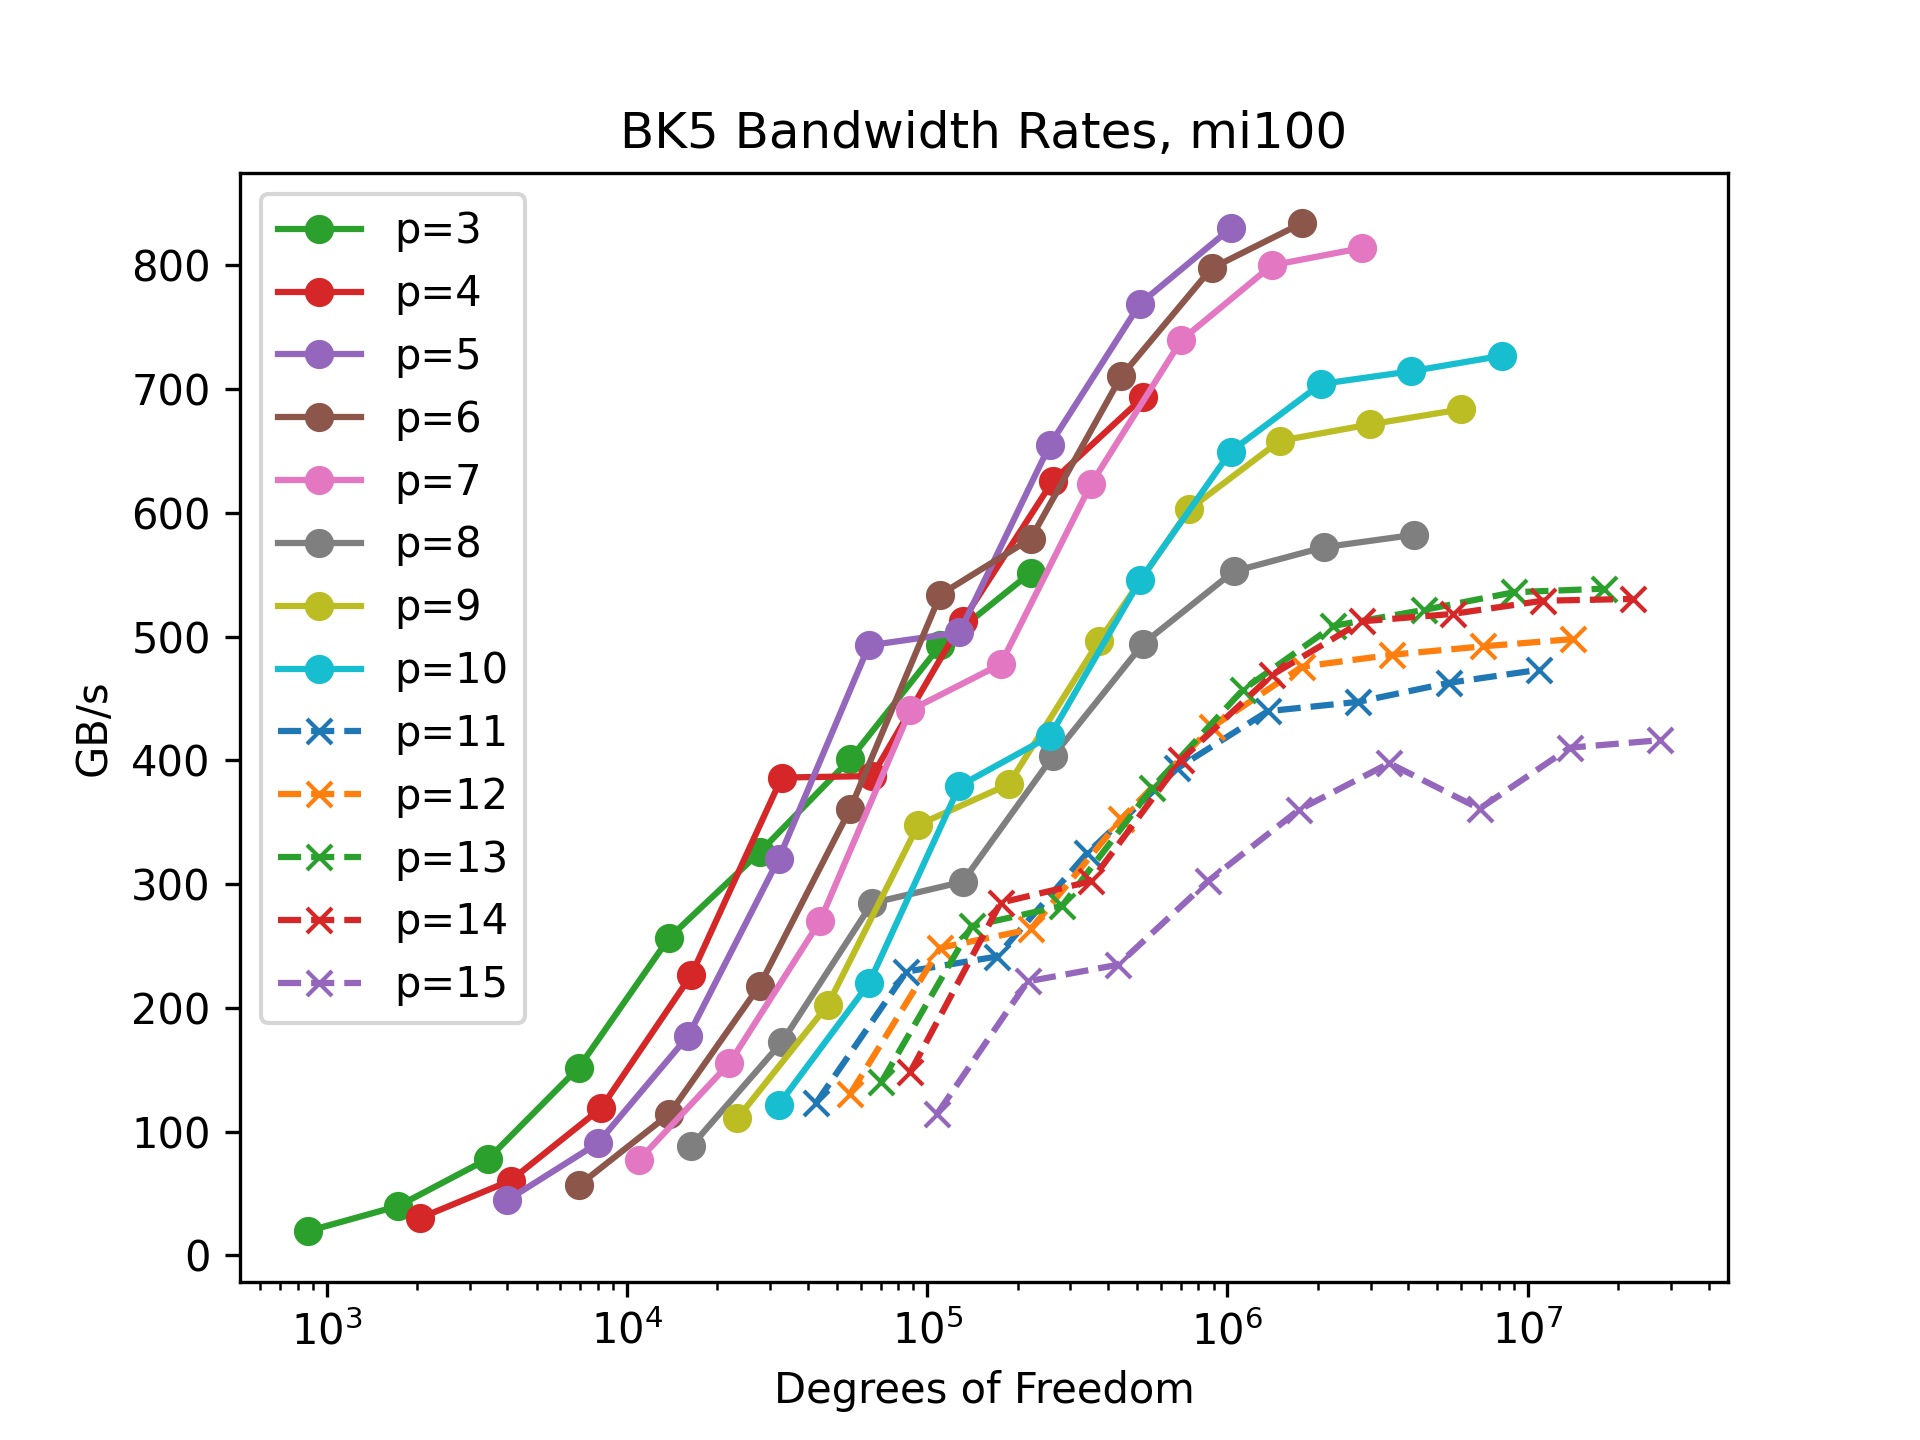 BK5 Bandwidth Rates, mi100
p=3
p=4
p=5
p=6
p=7
p=8
p=9
p=10
p=11
p=12
p=13
p=14
p=15
GB/s
800
700
600
500
400
300
200
100
0
10³ 10⁴ 10⁵ 10⁶ 10⁷
Degrees of Freedom